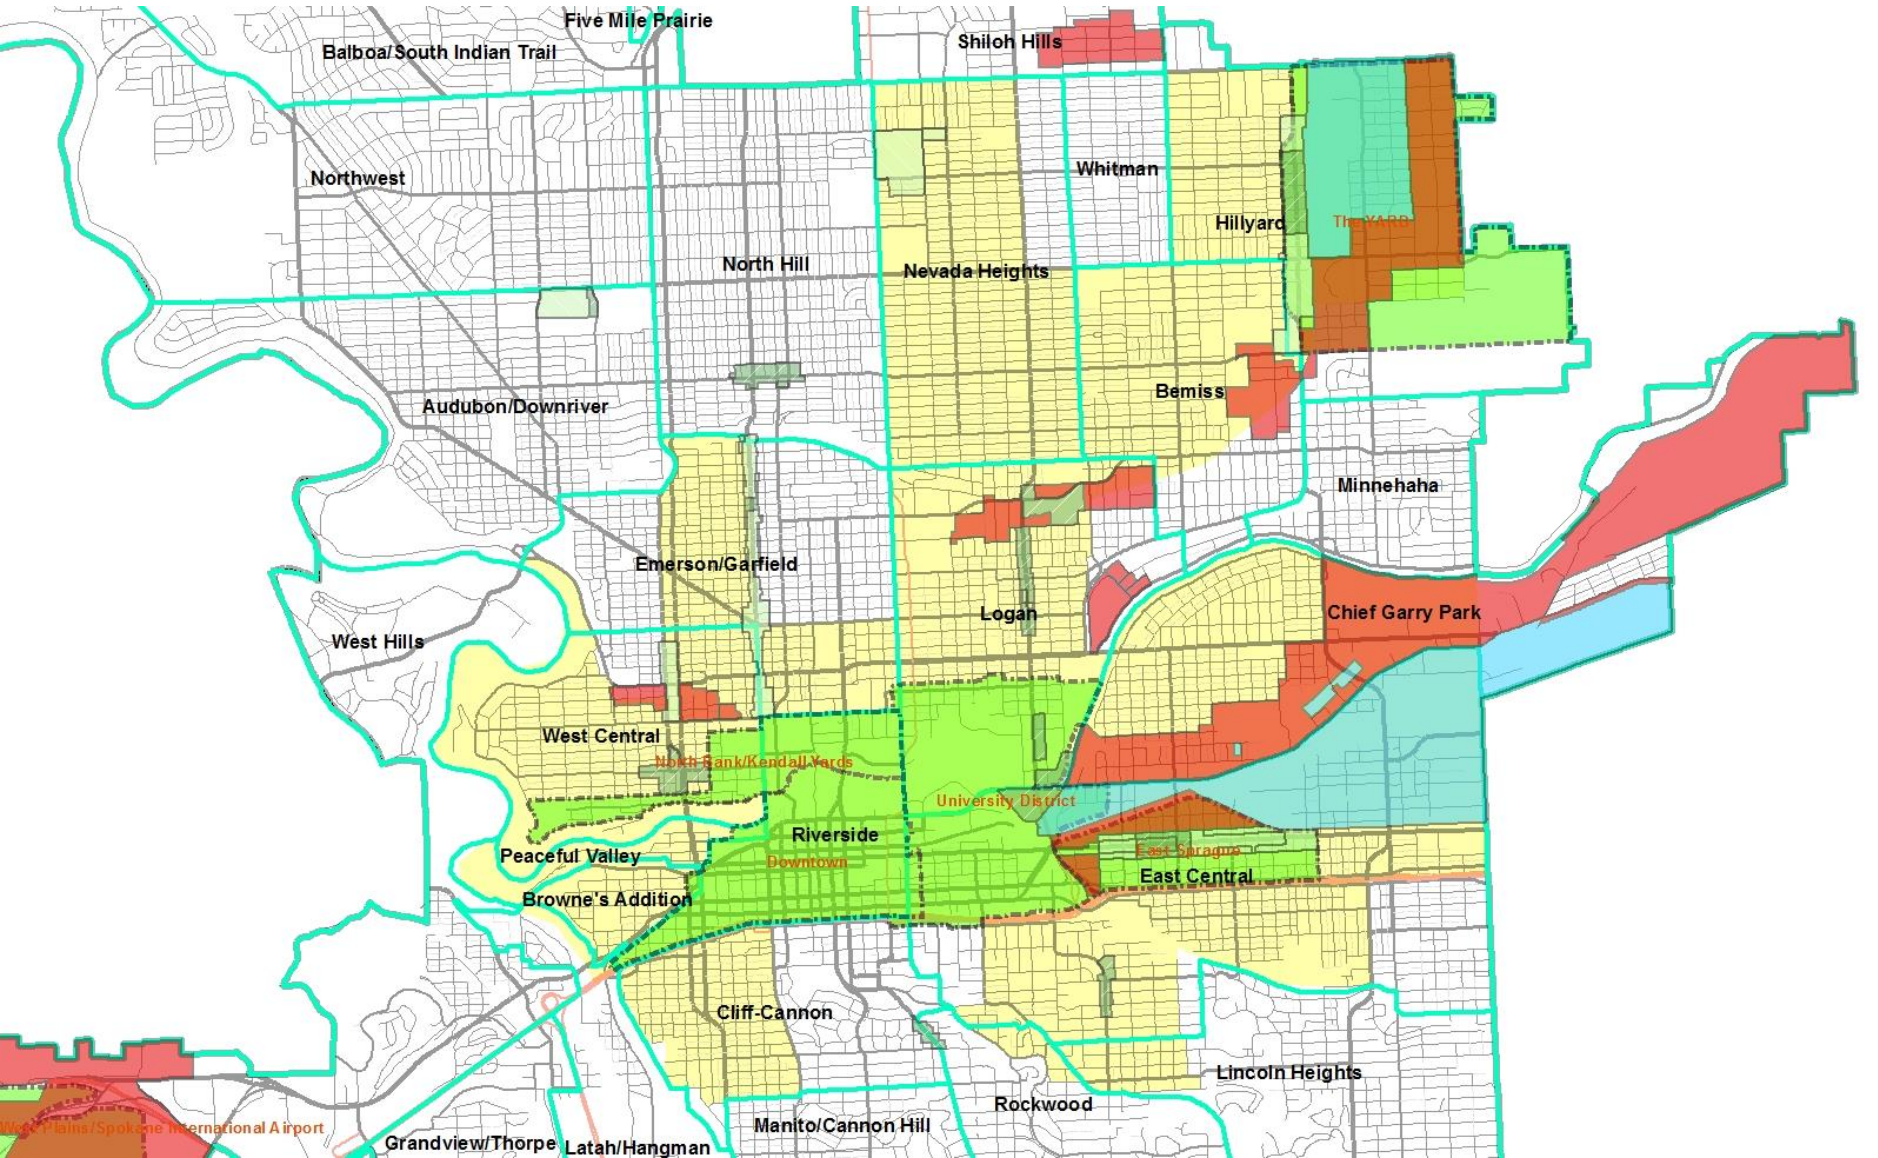 Five Mile Prairie
Balboa/South Indian Trail
Shiloh Hills
Northwest
Whitman
Hillyard
The YARD
North Hill
Nevada Heights
Audubon/Downriver
Bemiss
Minnehaha
Emerson/Garfield
Logan
Chief Garry Park
West Hills
West Central
North Bank/Kendall Yards
University District
Riverside
Peaceful Valley
Downtown
East Sprague
East Central
Browne's Addition
Cliff-Cannon
Lincoln Heights
Rockwood
West Plains/Spokane International Airport
Manito/Cannon Hill
Grandview/Thorpe
Latah/Hangman